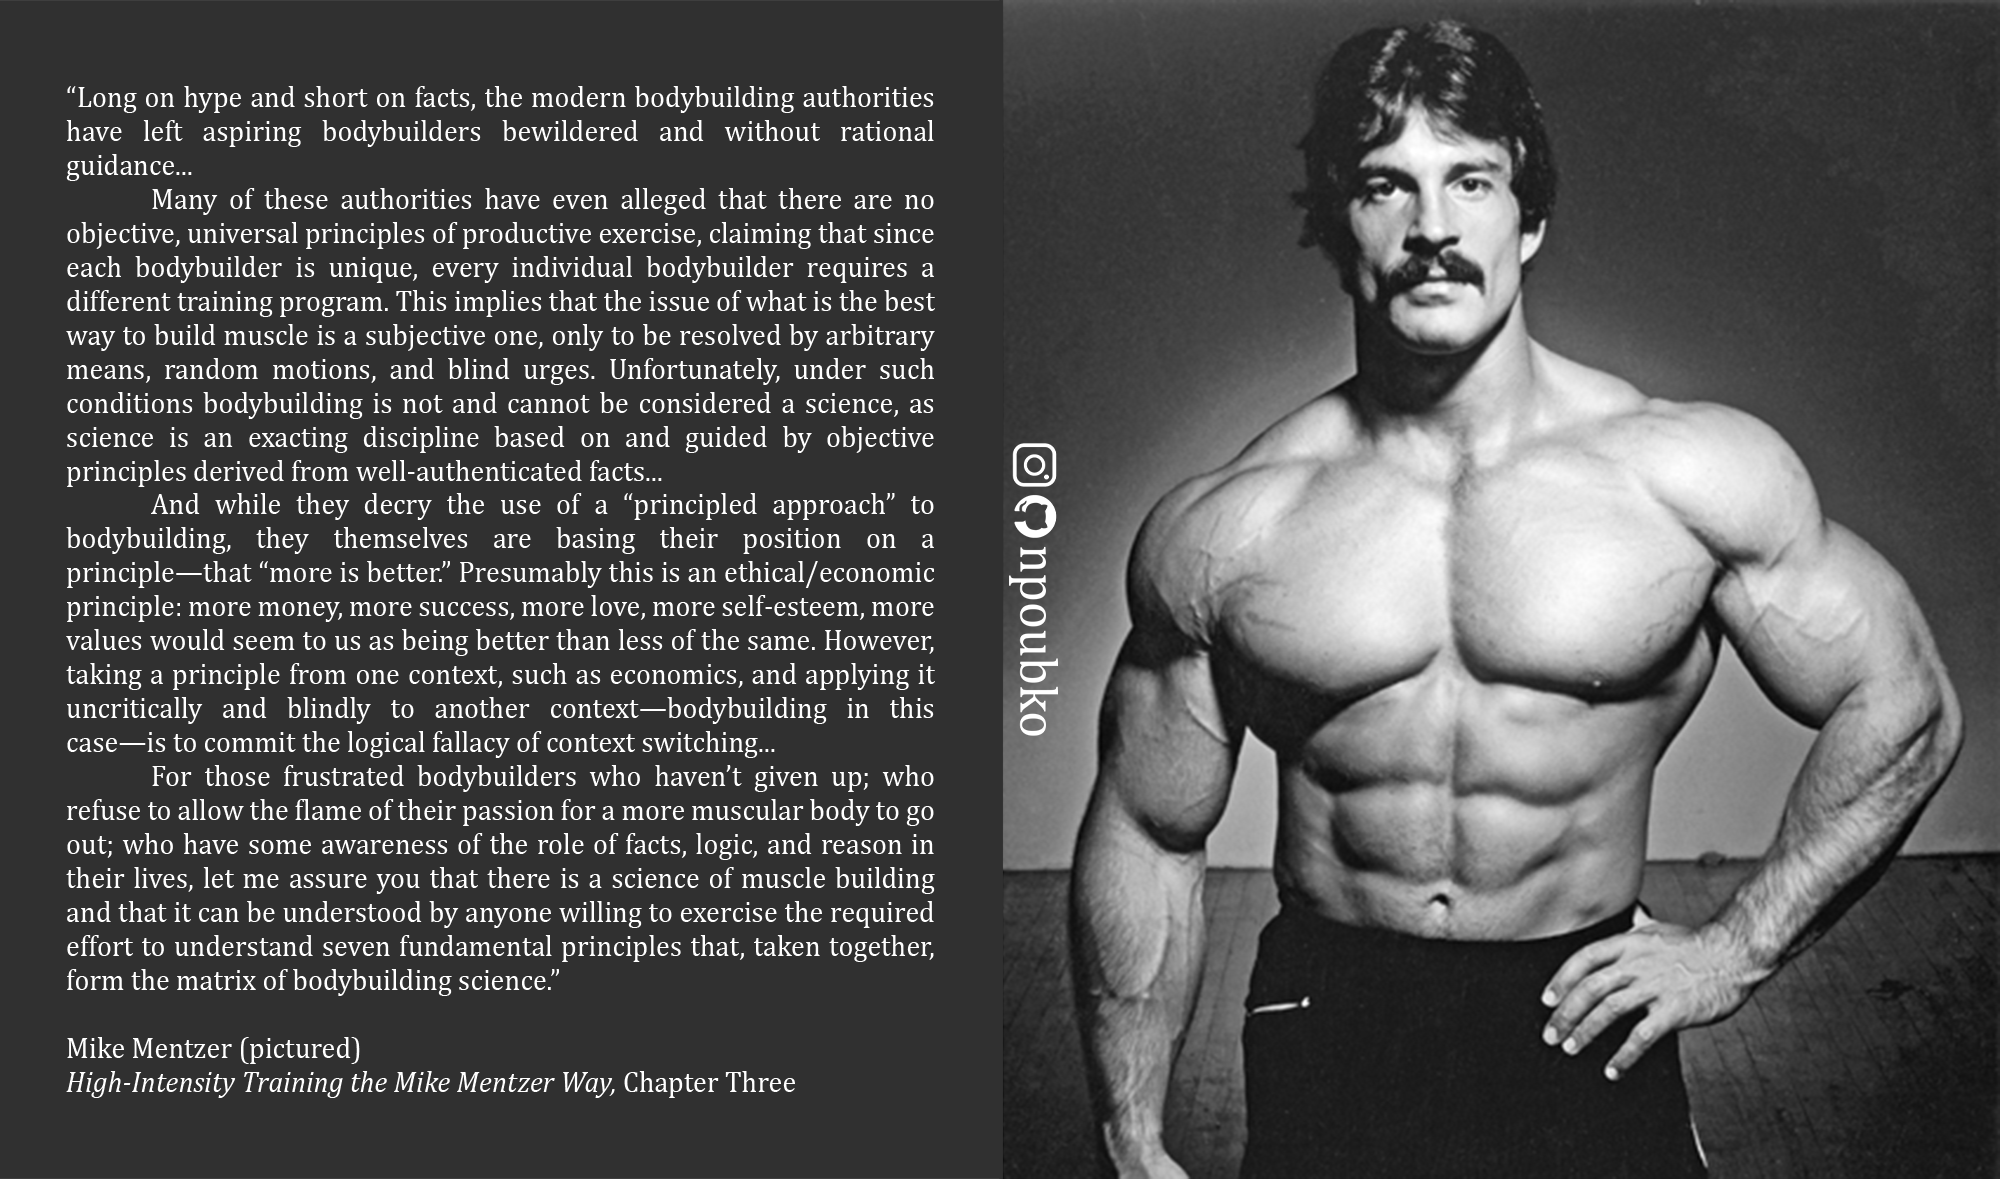 “Long on hype and short on facts, the modern bodybuilding authorities
have left aspiring bodybuilders bewildered and without rational
guidance...
Many of these authorities have even alleged that there are no
objective, universal principles of productive exercise, claiming that since
each bodybuilder is unique, every individual bodybuilder requires a
different training program. This implies that the issue of what is the best
way to build muscle is a subjective one, only to be resolved by arbitrary
means, random motions, and blind urges. Unfortunately, under such
conditions bodybuilding is not and cannot be considered a science, as
science is an exacting discipline based on and guided by objective
principles derived from well-authenticated facts...
And while they decry the use of a “principled approach” to
bodybuilding, they themselves are basing their position on a
principle—that “more is better.” Presumably this is an ethical/economic
principle: more money, more success, more love, more self-esteem, more
values would seem to us as being better than less of the same. However,
taking a principle from one context, such as economics, and applying it
uncritically and blindly to another context—bodybuilding in this
case—is to commit the logical fallacy of context switching...
For those frustrated bodybuilders who haven’t given up; who
refuse to allow the flame of their passion for a more muscular body to go
out; who have some awareness of the role of facts, logic, and reason in
their lives, let me assure you that there is a science of muscle building
and that it can be understood by anyone willing to exercise the required
effort to understand seven fundamental principles that, taken together,
form the matrix of bodybuilding science.”
Mike Mentzer (pictured)
High-Intensity Training the Mike Mentzer Way, Chapter Three
npoubko